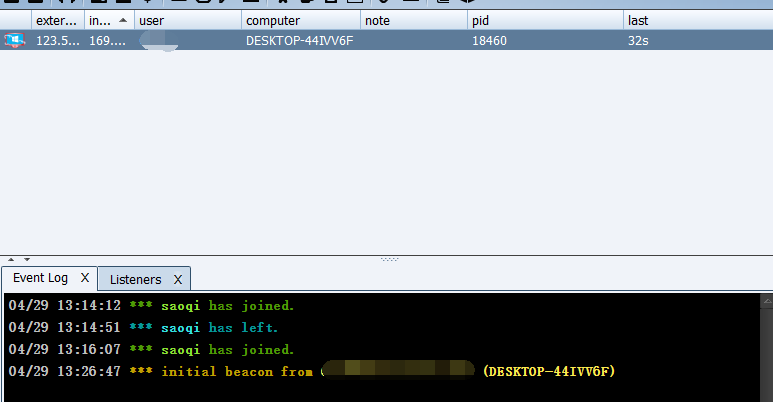 exter... in... user computer note pid last
123.5... 169.... DESKTOP-44IVV6F 18460 32s
Event Log X Listeners X
04/29 13:14:12 *** saoqi has joined.
04/29 13:14:51 *** saoqi has left.
04/29 13:16:07 *** saoqi has joined.
04/29 13:26:47 *** initial beacon from (DESKTOP-44IVV6F)